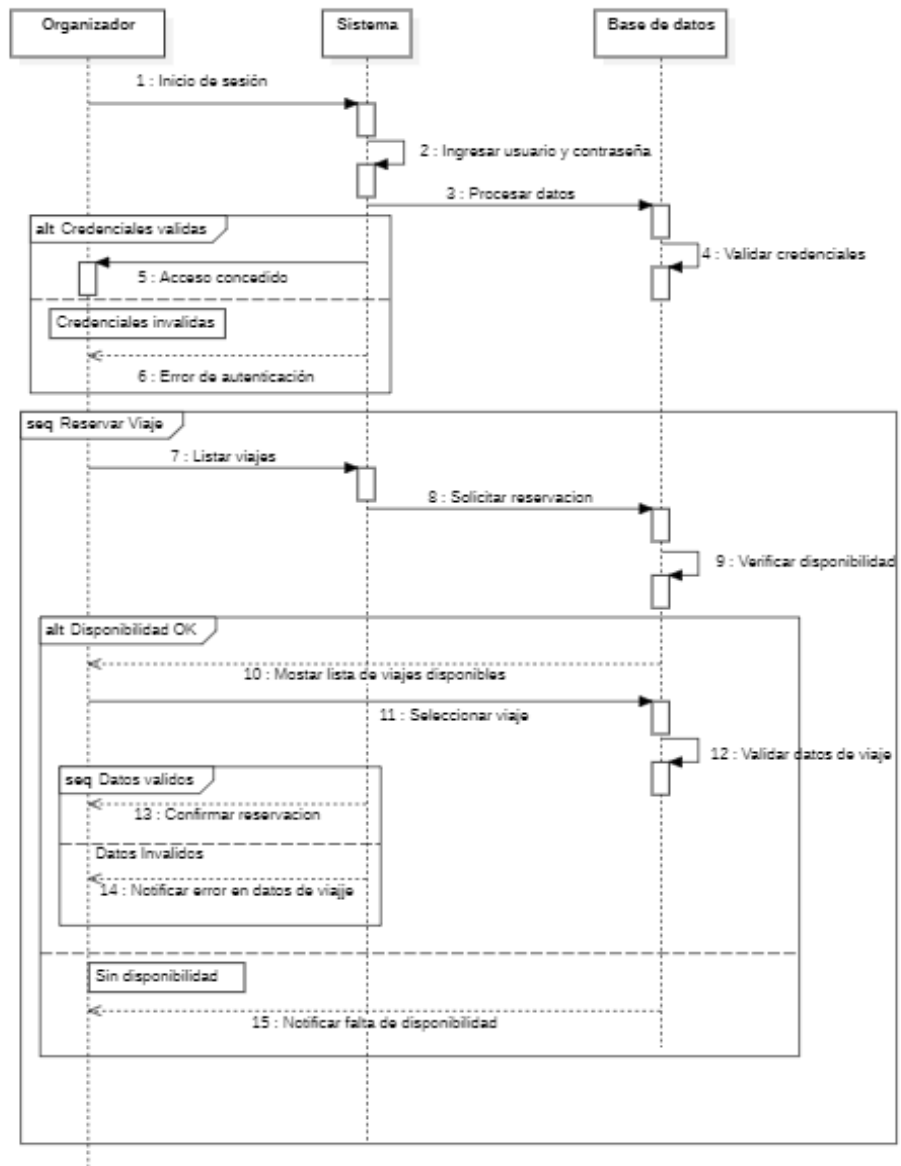 Organizador
Sistema
Base de datos
1 : Inicio de sesión
2 : Ingresar usuario y contraseña
3 : Procesar datos
alt Credenciales validas
4 : Validar credenciales
5 : Acceso concedido
Credenciales invalidas
6 : Error de autenticación
seq Reservar Viaje
7 : Listar viajes
8 : Solicitar reservacion
9 : Verificar disponibilidad
alt Disponibilidad OK
10 : Mostar lista de viajes disponibles
11 : Seleccionar viaje
12 : Validar datos de viaje
seq Datos validos
13 : Confirmar reservacion
Datos Invalidos
14 : Notificar error en datos de viajje
Sin disponibilidad
15 : Notificar falta de disponibilidad